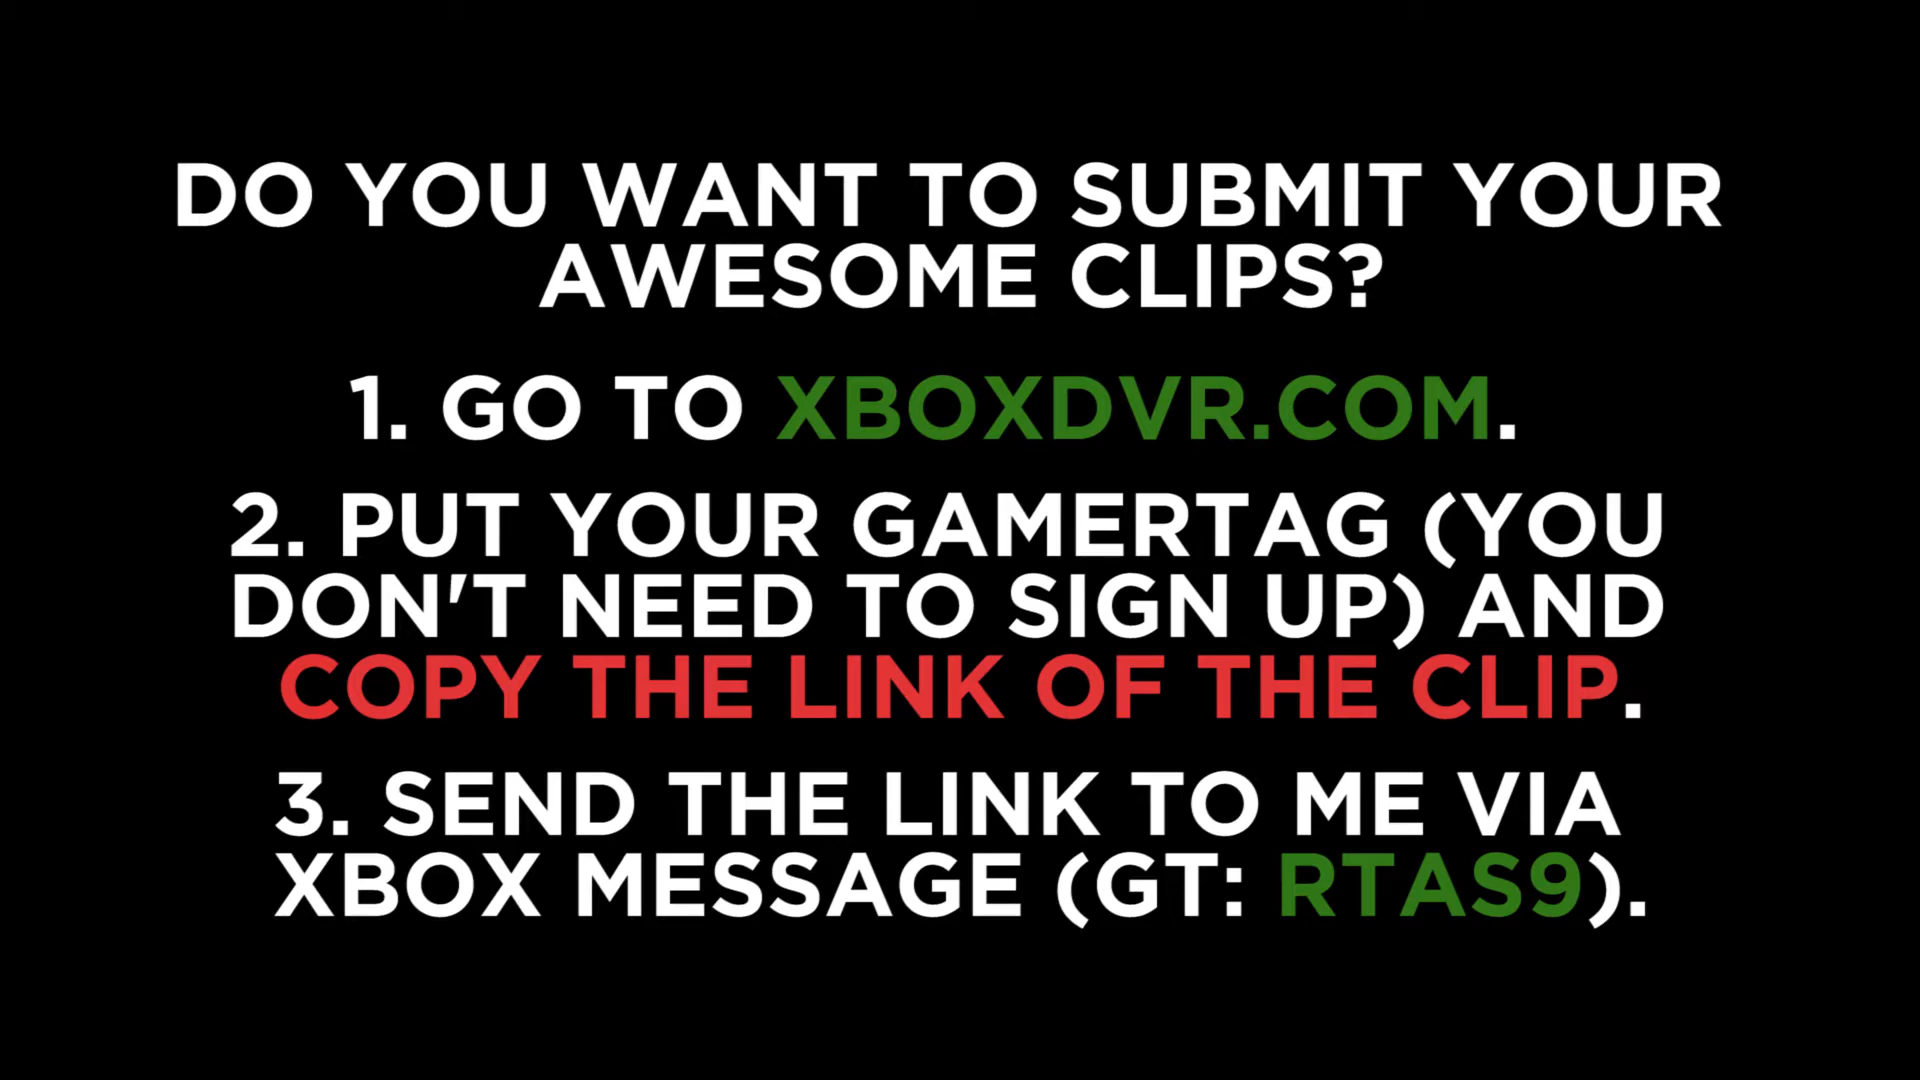 DO YOU WANT TO SUBMIT YOUR
AWESOME CLIPS?
1. GO TO XBOXDVR.COM.
2. PUT YOUR GAMERTAG (YOU
DON'T NEED TO SIGN UP) AND
COPY THE LINK OF THE CLIP.
3. SEND THE LINK TO ME VIA
XBOX MESSAGE (GT: RTAS9).